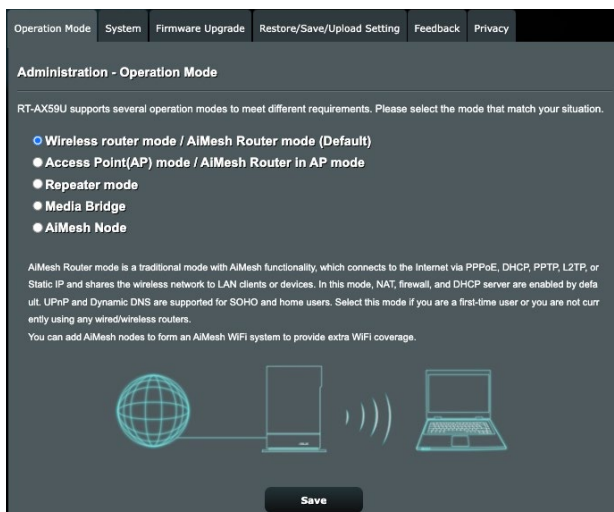 Operation Mode System Firmware Upgrade Restore/Save/Upload Setting Feedback Privacy
Administration - Operation Mode
RT-AX59U supports several operation modes to meet different requirements. Please select the mode that match your situation.
Wireless router mode / AiMesh Router mode (Default)
Access Point(AP) mode / AiMesh Router in AP mode
Repeater mode
Media Bridge
AiMesh Node
AiMesh Router mode is a traditional mode with AiMesh functionality, which connects to the Internet via PPPoE, DHCP, PPTP, L2TP, or
Static IP and shares the wireless network to LAN clients or devices. In this mode, NAT, firewall, and DHCP server are enabled by defa
ult. UPnP and Dynamic DNS are supported for SOHO and home users. Select this mode if you are a first-time user or you are not curr
ently using any wired/wireless routers.
You can add AiMesh nodes to form an AiMesh WiFi system to provide extra WiFi coverage.
Save